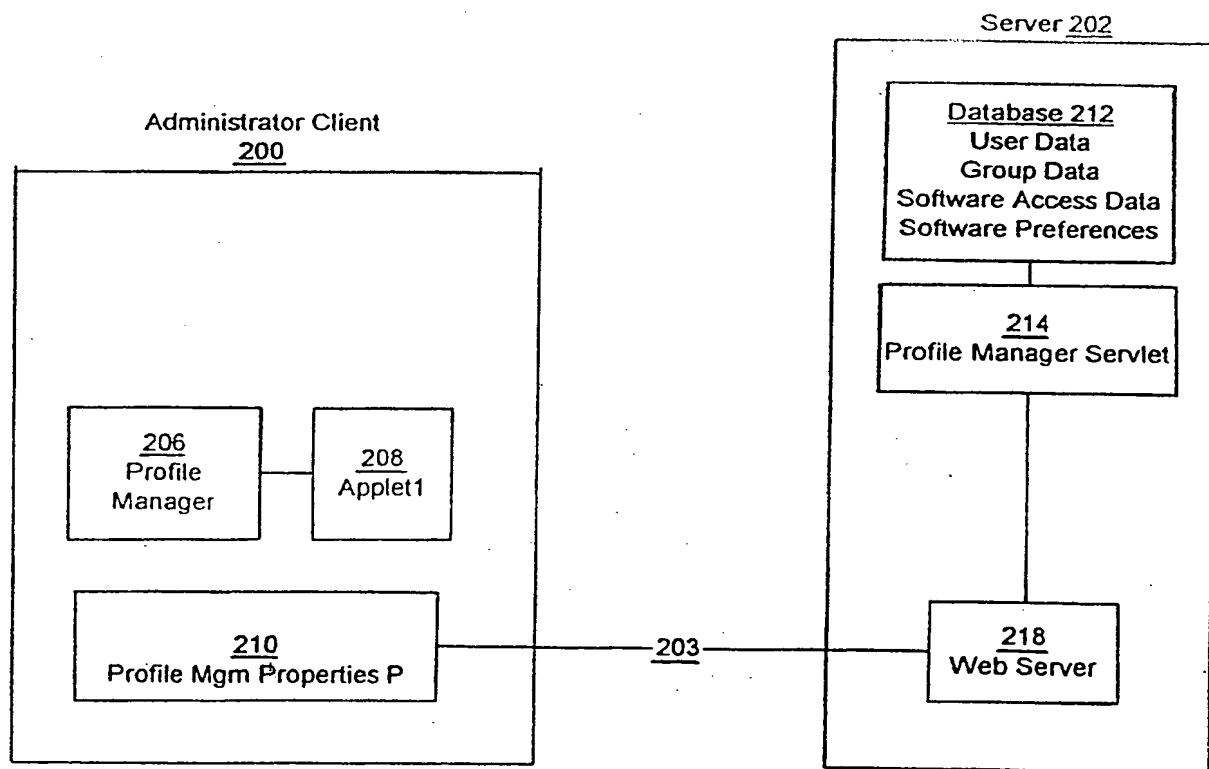 Server 202
Administrator Client
200
Database 212
User Data
Group Data
Software Access Data
Software Preferences
214
Profile Manager Servlet
206
Profile
Manager
208
Applet1
210
Profile Mgm Properties P
203
218
Web Server